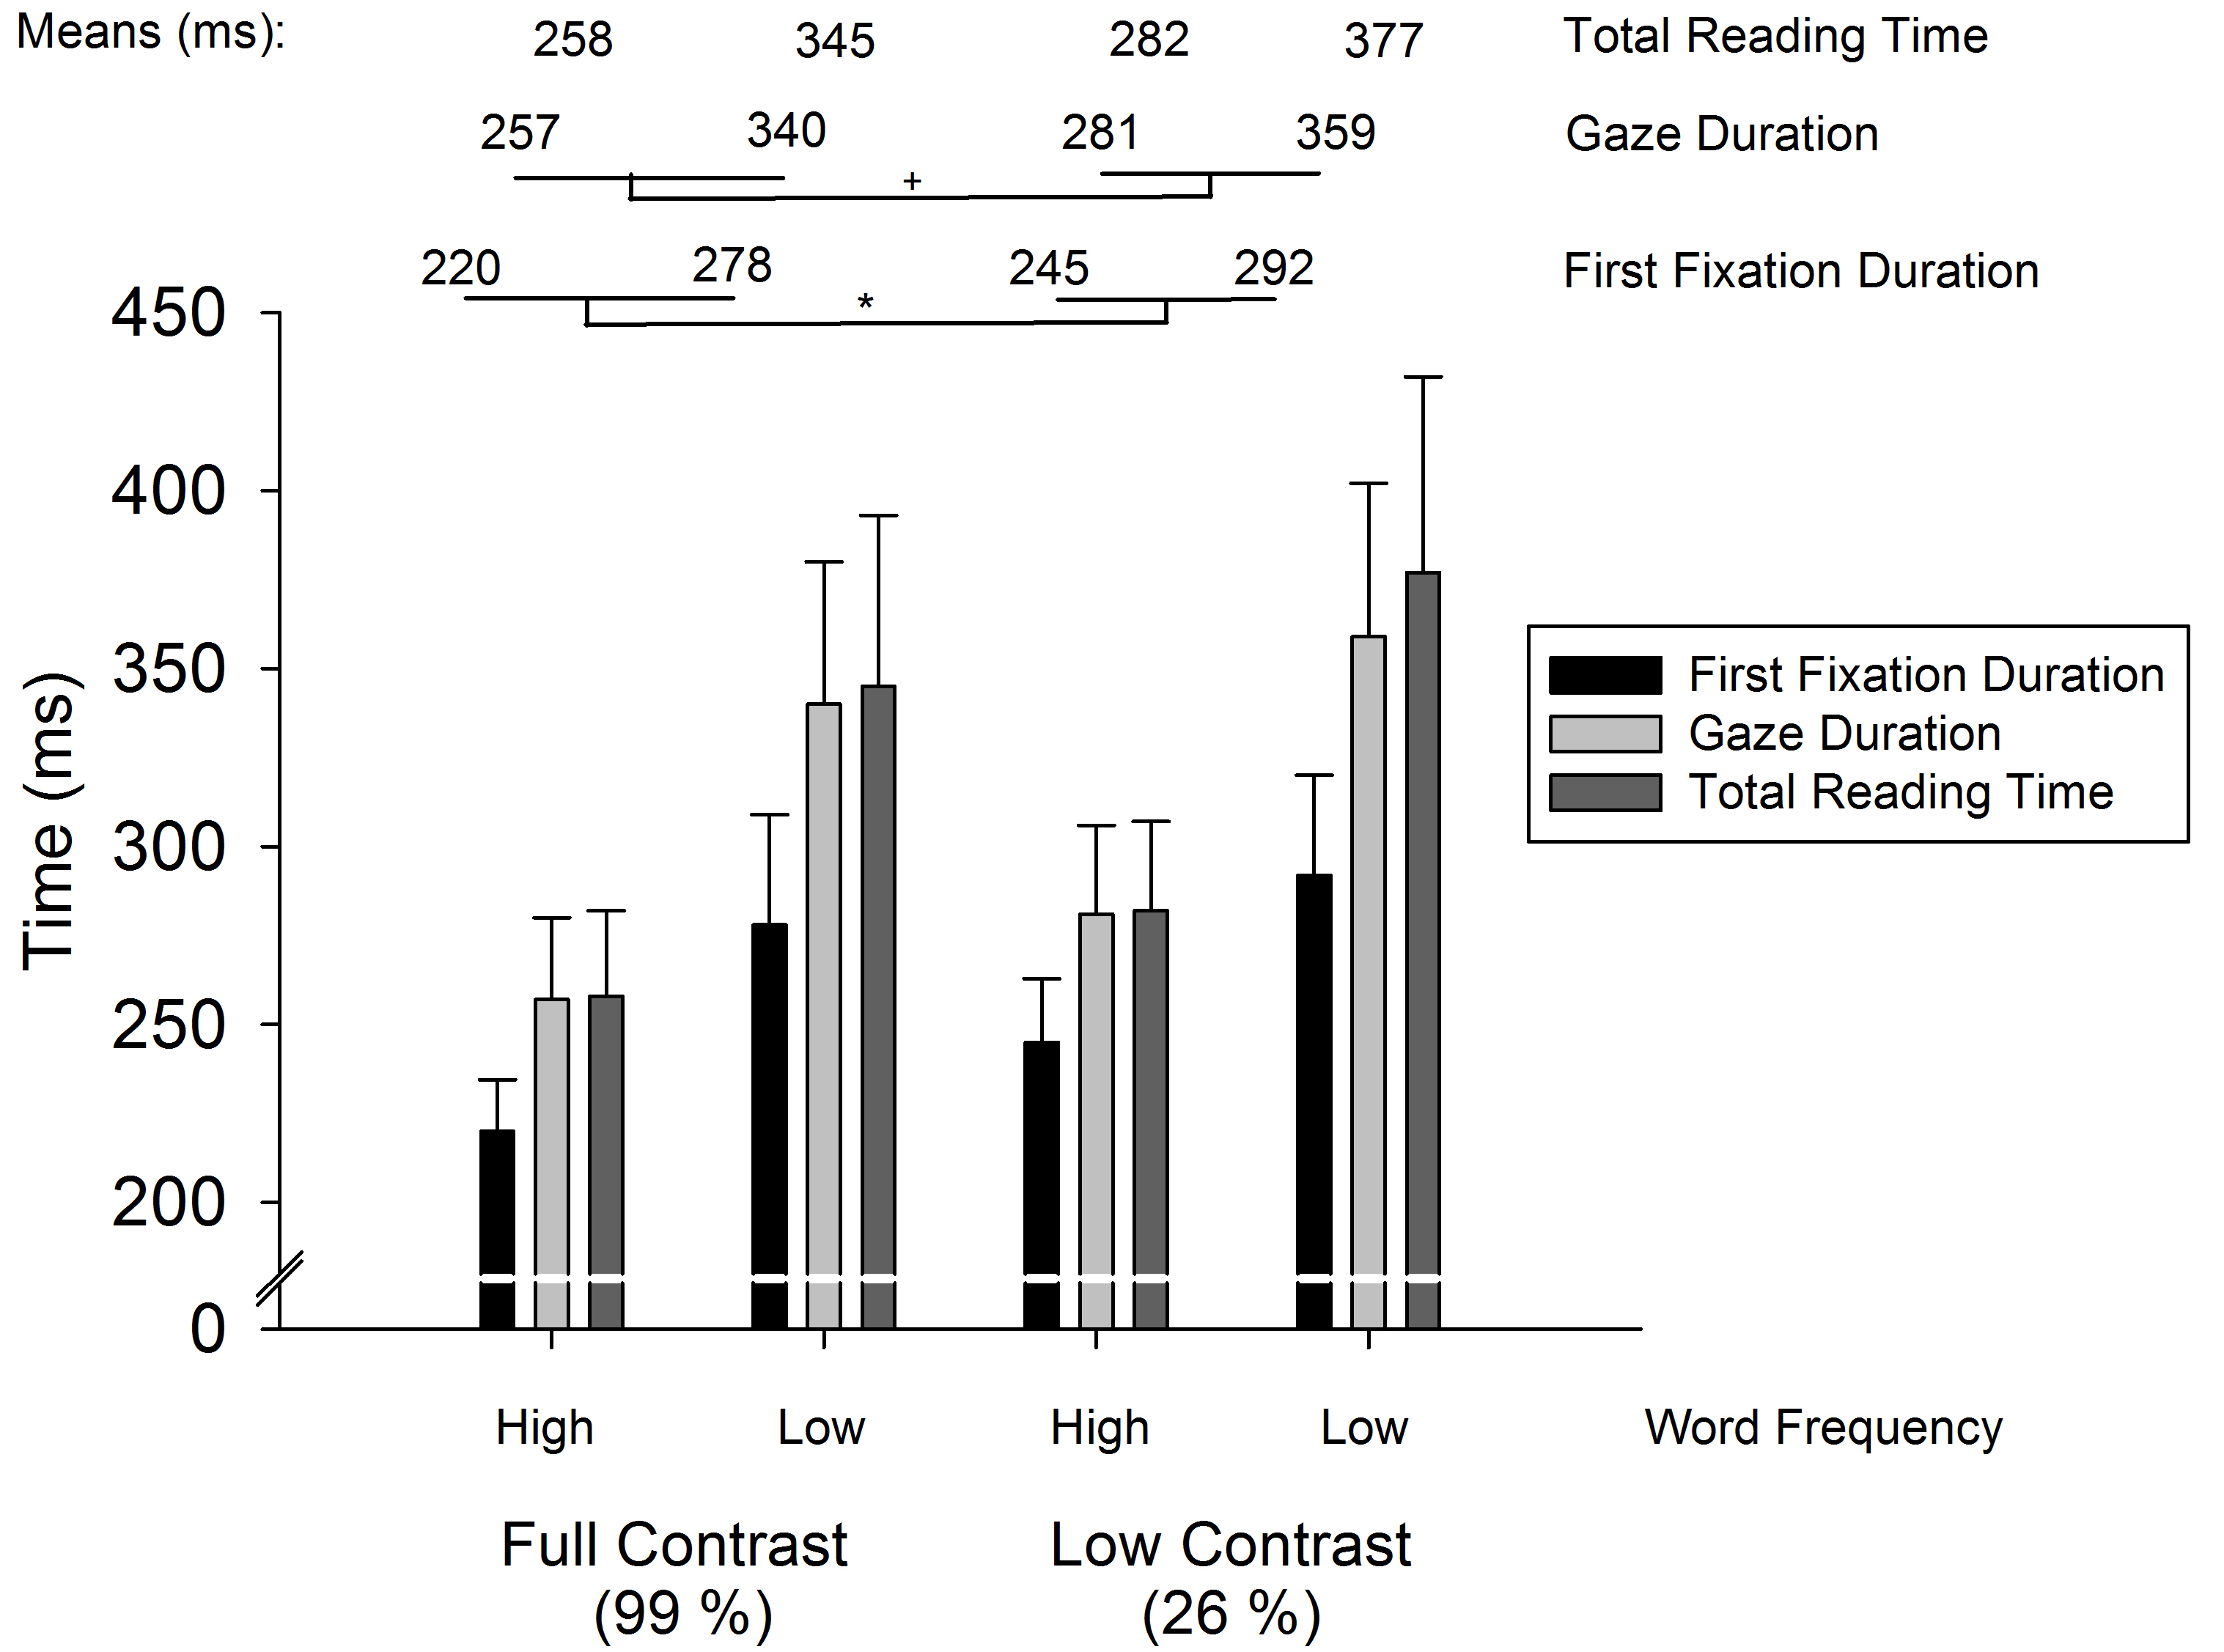 Means (ms): 258 345 282 377 Total Reading Time
257 340 281 359 Gaze Duration
+
220 278 245 292 First Fixation Duration
*
450
400
350
300
250
200
0
Time (ms)
First Fixation Duration
Gaze Duration
Total Reading Time
High Low High Low Word Frequency
Full Contrast Low Contrast
(99 %) (26 %)